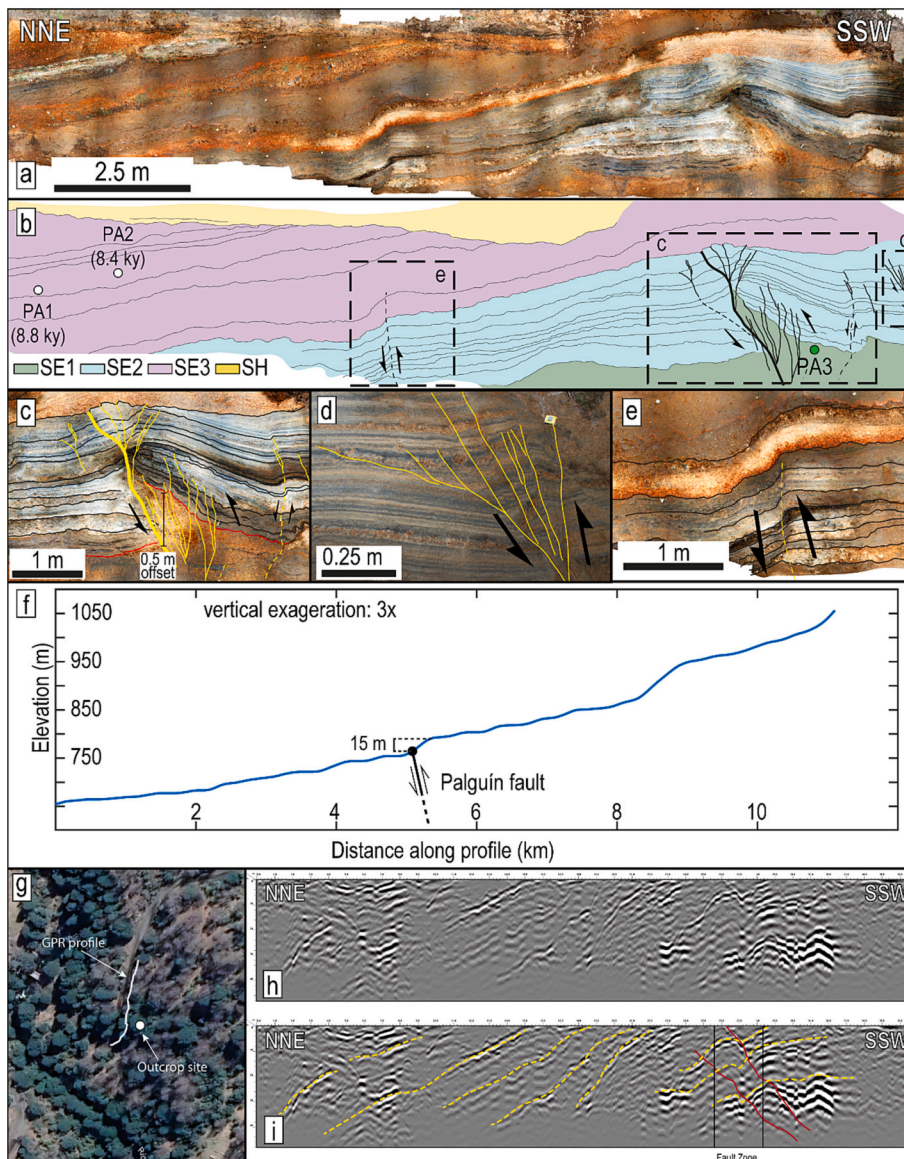 NNE SSW
a
2.5 m
b
PA2
(8.4 ky)
PA1
(8.8 ky)
e
c
d
PA3
SE1 SE2 SE3 SH
c
1 m
0.5 m
offset
d
0.25 m
e
1 m
f
vertical exageration: 3x
Elevation (m)
1050
950
850
750
15 m
Palguín fault
2 4 6 8 10
Distance along profile (km)
g
GPR profile
Outcrop site
NNE SSW
h
NNE SSW
i
Fault Zone